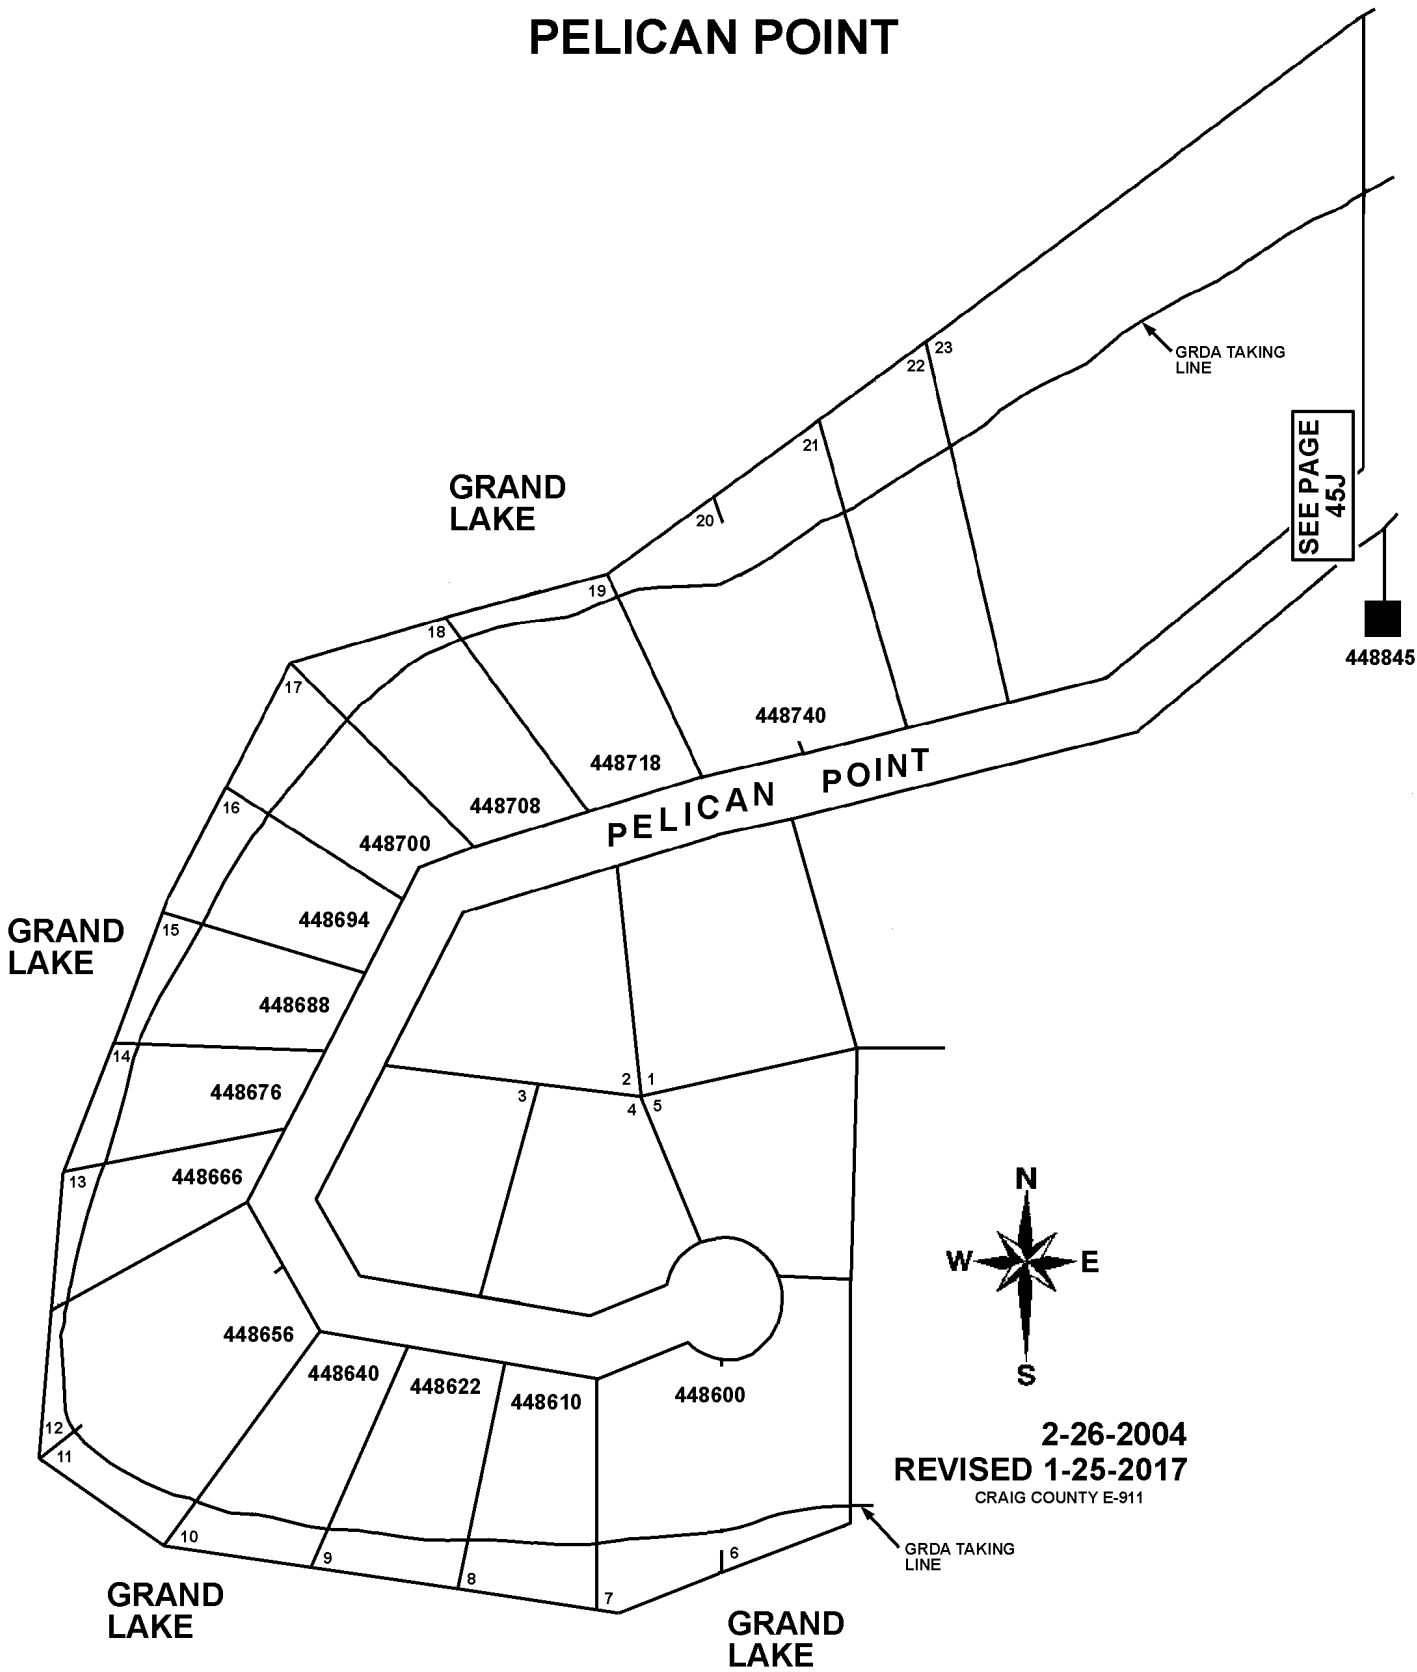 PELICAN POINT
23
22
GRDA TAKING
LINE
21
SEE PAGE
45J
GRAND
LAKE
20
19
18
448845
17
448740
448718
PELICAN POINT
16
448708
448700
448694
15
GRAND
LAKE
448688
14
2
1
448676
3
4
5
13
448666
N
W
E
S
448656
448640
448622
448610
448600
12
11
2-26-2004
REVISED 1-25-2017
CRAIG COUNTY E-911
10
9
8
7
6
GRDA TAKING
LINE
GRAND
LAKE
GRAND
LAKE